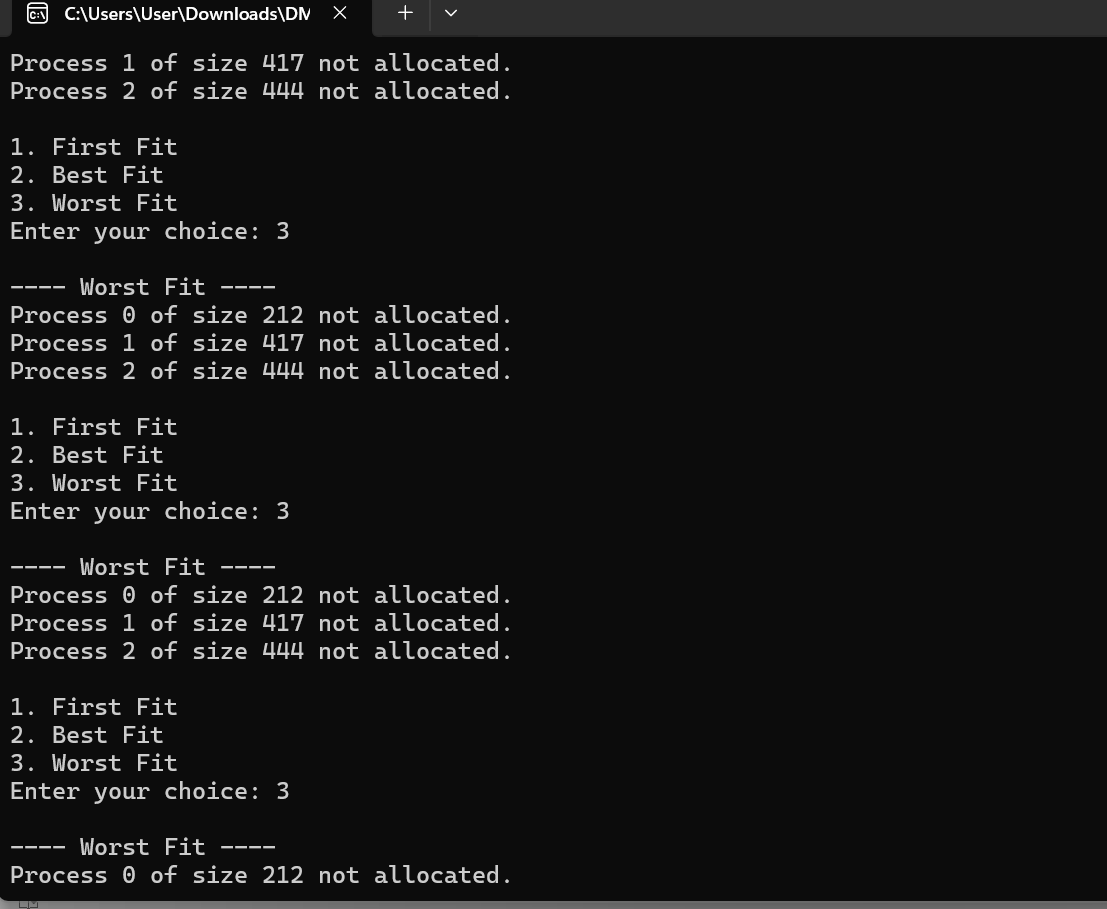 C:\Users\User\Downloads\DM
Process 1 of size 417 not allocated.
Process 2 of size 444 not allocated.
1. First Fit
2. Best Fit
3. Worst Fit
Enter your choice: 3
---- Worst Fit ----
Process 0 of size 212 not allocated.
Process 1 of size 417 not allocated.
Process 2 of size 444 not allocated.
1. First Fit
2. Best Fit
3. Worst Fit
Enter your choice: 3
---- Worst Fit ----
Process 0 of size 212 not allocated.
Process 1 of size 417 not allocated.
Process 2 of size 444 not allocated.
1. First Fit
2. Best Fit
3. Worst Fit
Enter your choice: 3
---- Worst Fit ----
Process 0 of size 212 not allocated.